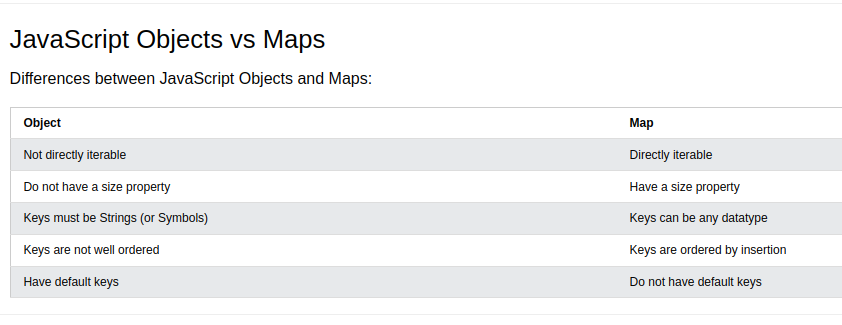 JavaScript Objects vs Maps
Differences between JavaScript Objects and Maps:
Object Map
Not directly iterable Directly iterable
Do not have a size property Have a size property
Keys must be Strings (or Symbols) Keys can be any datatype
Keys are not well ordered Keys are ordered by insertion
Have default keys Do not have default keys